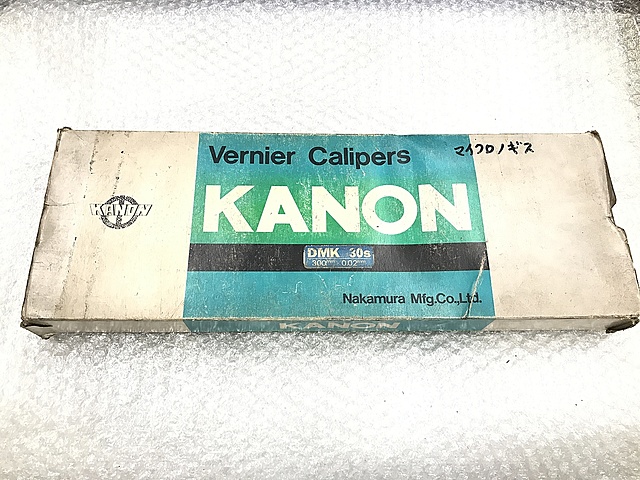 Vernier Calipers
マイクロノギス
KANON
KANON
DMK 30s
300mm 0.02mm
Nakamura Mfg.Co.,Ltd.
KANON